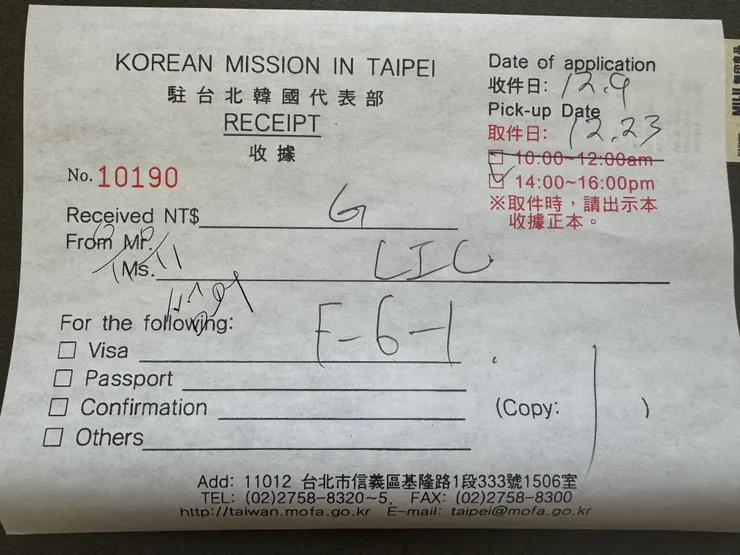 KOREAN MISSION IN TAIPEI
駐台北韓國代表部
RECEIPT
收據
No. 10190
Date of application
收件日: 12.9
Pick-up Date
取件日: 12.23
10:00~12:00am
14:00~16:00pm
※取件時,請出示本
收據正本。
Received NT$ G
From Mr.
Ms. LIU
For the following:
Visa F-6-1
Passport
Confirmation (Copy: 1 )
Others
Add: 11012 台北市信義區基隆路1段333號1506室
TEL: (02)2758-8320~5, FAX: (02)2758-8300
http://taiwan.mofa.go.kr E-mail: taipei@mofa.go.kr